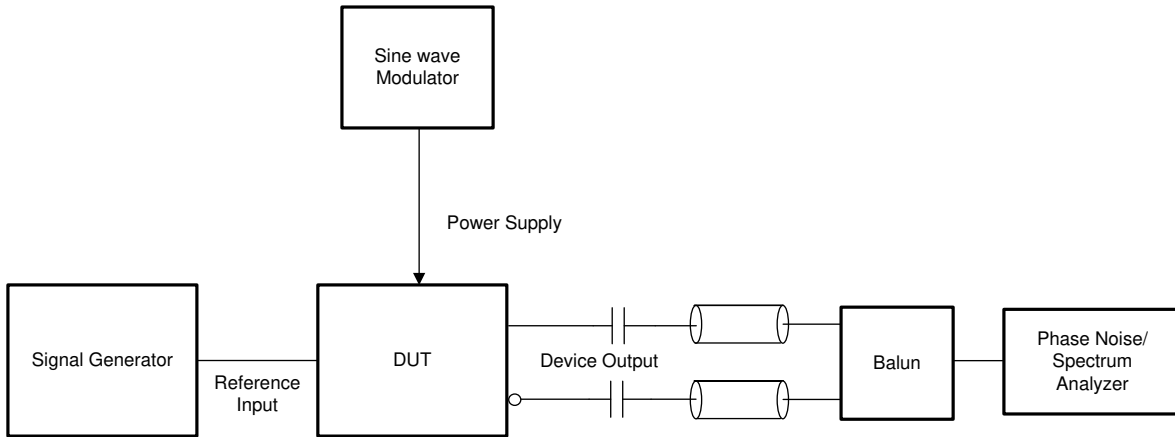 Sine wave
Modulator
Power Supply
Signal Generator
Reference
Input
DUT
Device Output
Balun
Phase Noise/
Spectrum
Analyzer